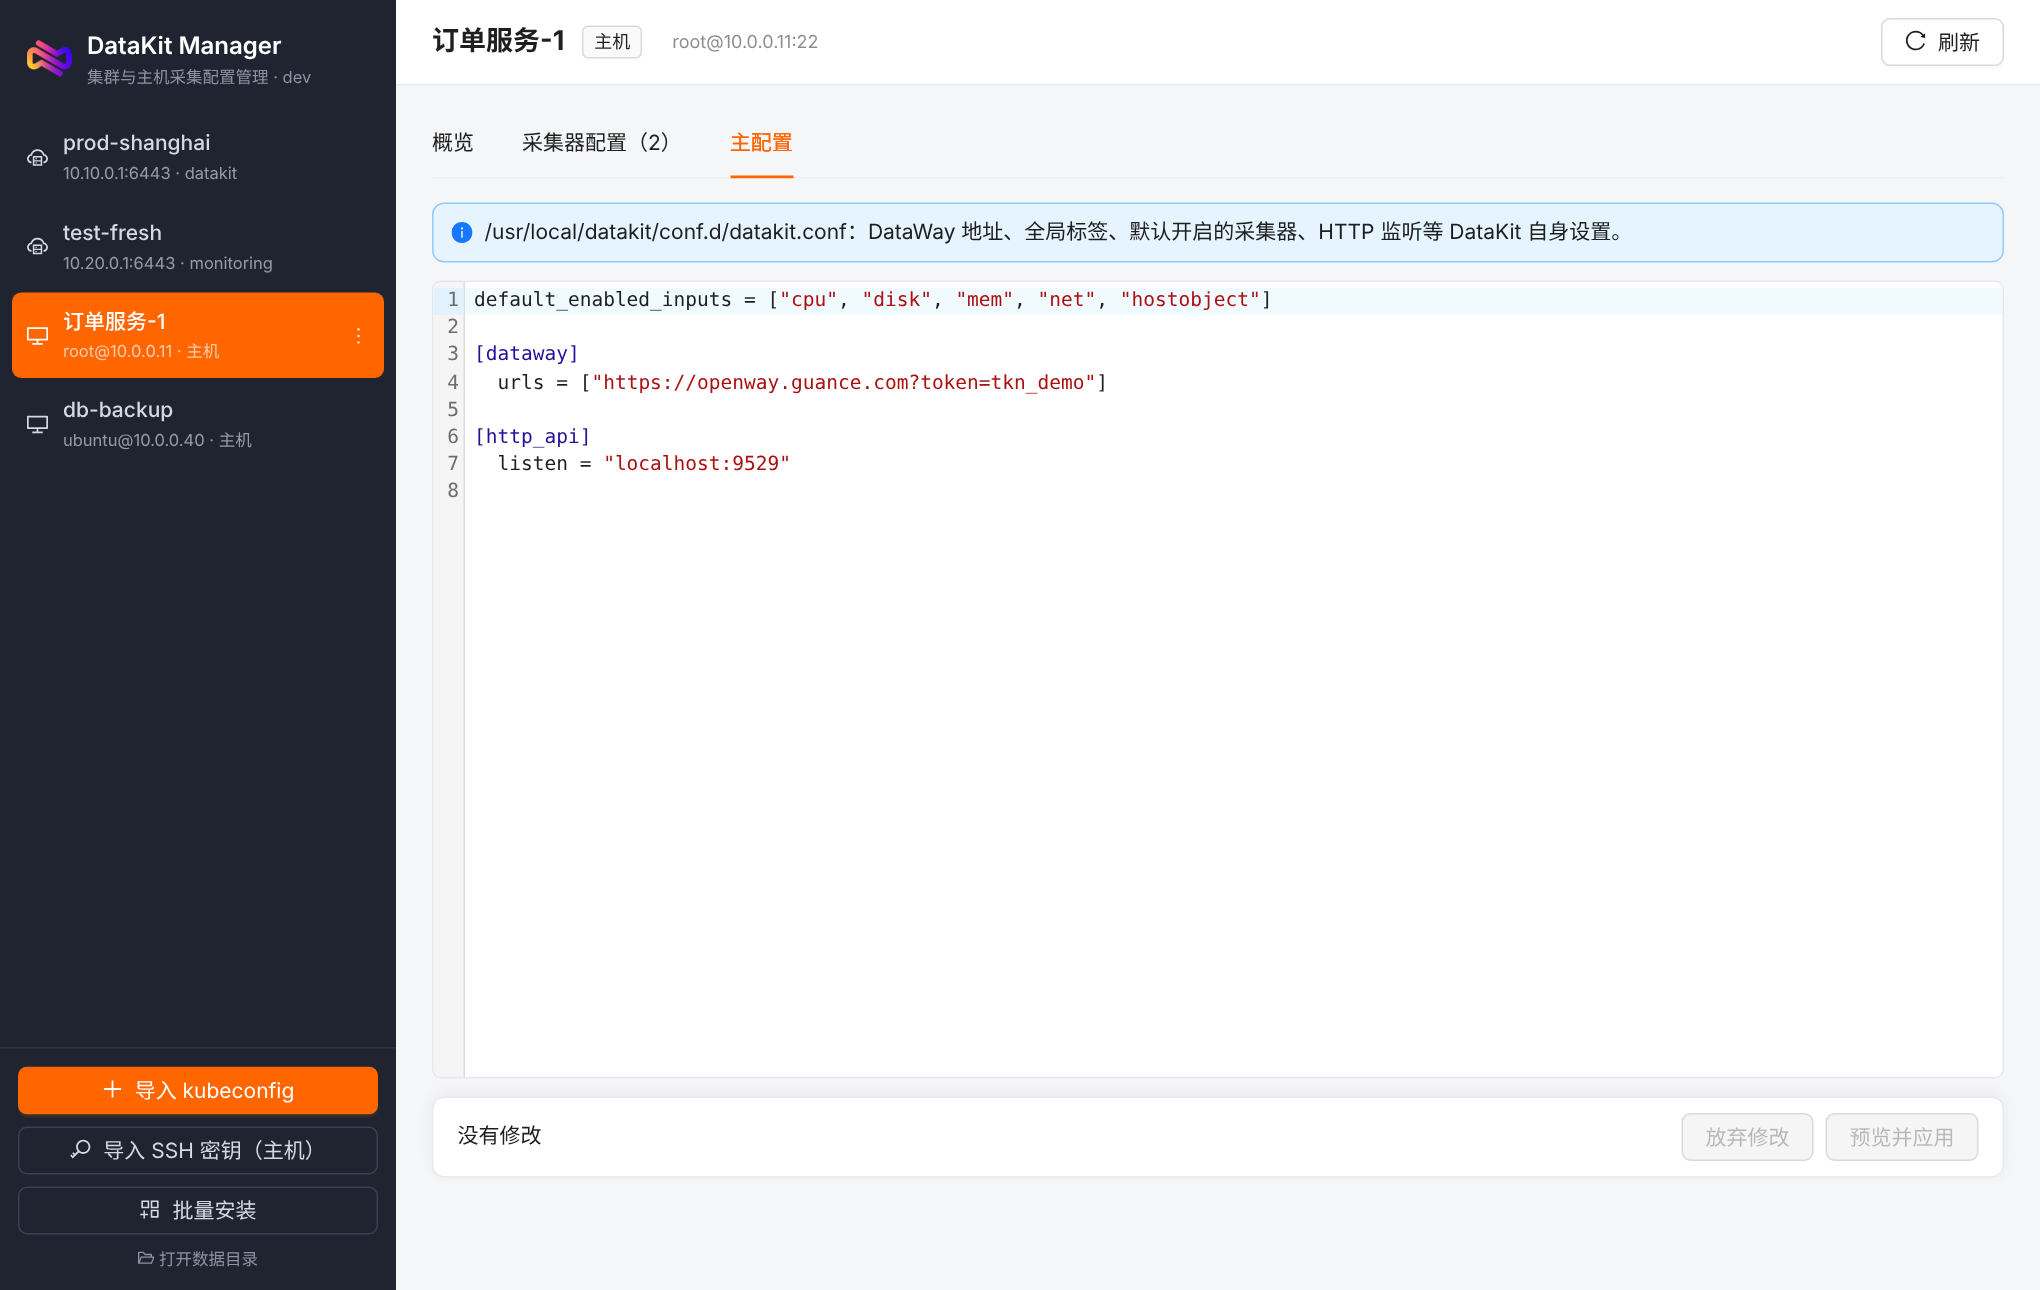 DataKit Manager
集群与主机采集配置管理 · dev
prod-shanghai
10.10.0.1:6443 · datakit
test-fresh
10.20.0.1:6443 · monitoring
订单服务-1
root@10.0.0.11 · 主机
db-backup
ubuntu@10.0.0.40 · 主机
+ 导入 kubeconfig
导入 SSH 密钥（主机）
批量安装
打开数据目录
订单服务-1 主机 root@10.0.0.11:22
刷新
概览 采集器配置（2） 主配置
/usr/local/datakit/conf.d/datakit.conf：DataWay 地址、全局标签、默认开启的采集器、HTTP 监听等 DataKit 自身设置。
1 default_enabled_inputs = ["cpu", "disk", "mem", "net", "hostobject"]
2
3 [dataway]
4   urls = ["https://openway.guance.com?token=tkn_demo"]
5
6 [http_api]
7   listen = "localhost:9529"
8
没有修改
放弃修改 预览并应用